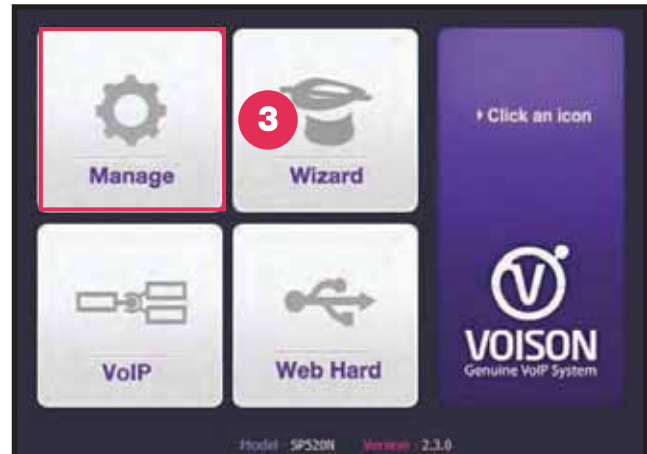 Manage
3
Wizard
▸ Click an icon
VoIP
Web Hard
V
VOISON
Genuine VoIP System
Model : SP520N Version : 2.3.0